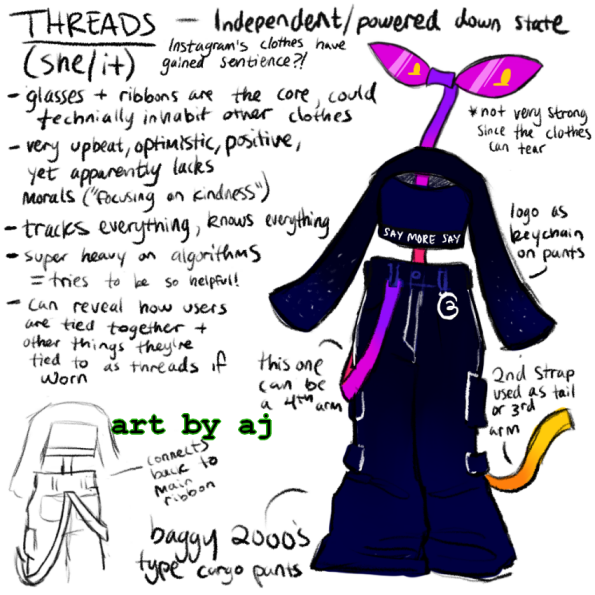 THREADS — Independent/powered down state
(she/it)
Instagram's clothes have
gained sentience?!
- glasses + ribbons are the core, could
technially inhabit other clothes
- very upbeat, optimistic, positive,
yet apparently lacks
morals ("focusing on kindness")
- tracks everything, knows everything
- super heavy on algorithms
= tries to be so helpful!
- can reveal how users
are tied together +
other things they're
tied to as threads if
worn
*not very strong
since the clothes
can tear
SAY MORE SAY
logo as
keychain
on pants
this one
can be
a 4th arm
2nd strap
used as tail
or 3rd
arm
art by aj
connects
back to
main
ribbon
baggy 2000's
type cargo pants